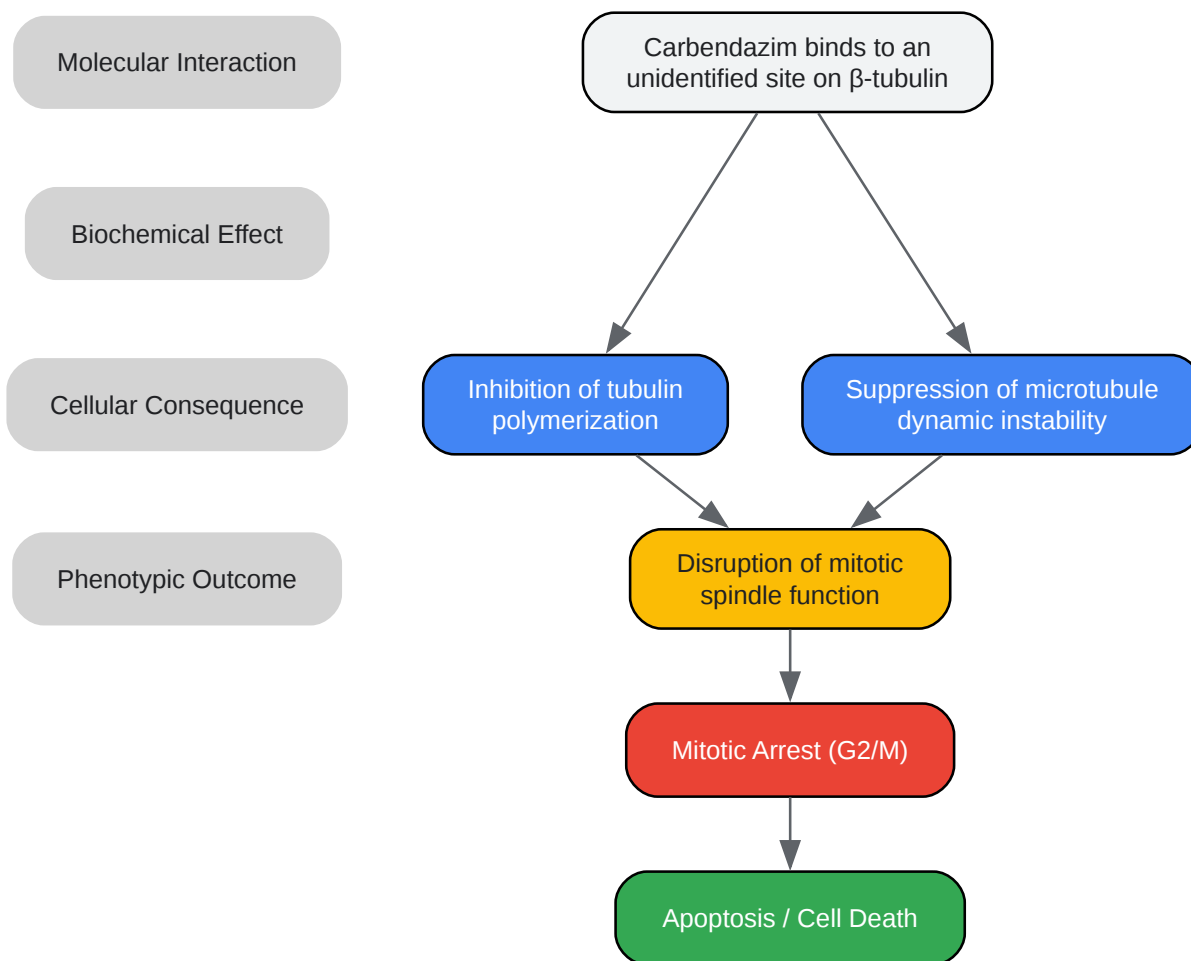 Molecular Interaction
Carbendazim binds to an
unidentified site on β-tubulin
Biochemical Effect
Cellular Consequence
Inhibition of tubulin
polymerization
Suppression of microtubule
dynamic instability
Phenotypic Outcome
Disruption of mitotic
spindle function
Mitotic Arrest (G2/M)
Apoptosis / Cell Death